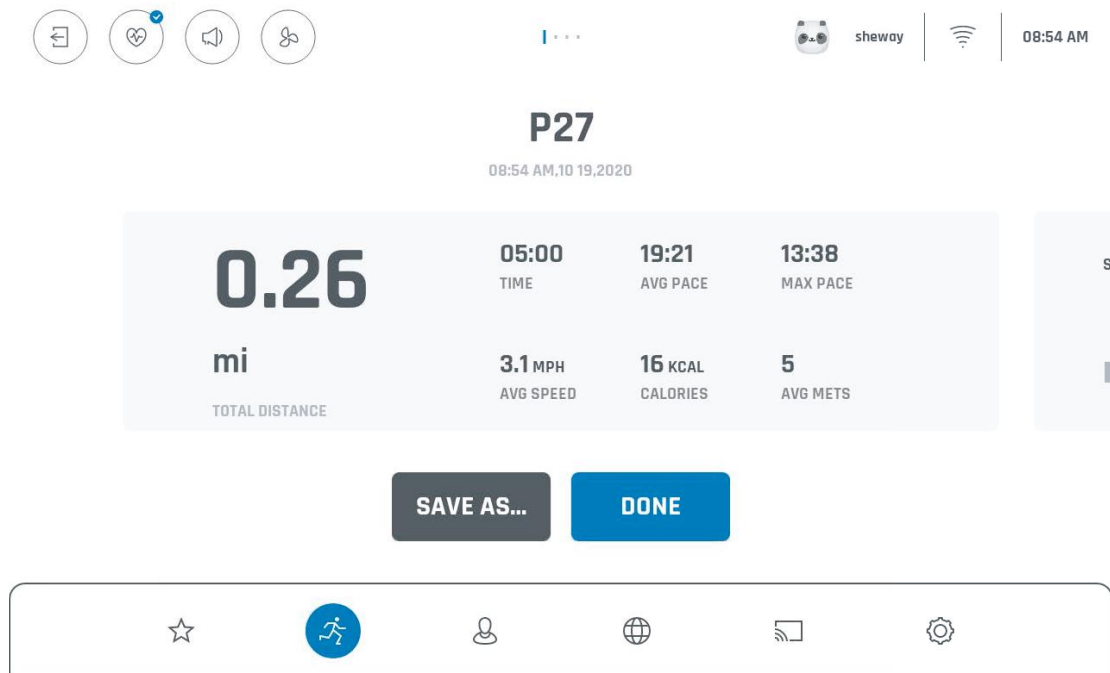 sheway
08:54 AM
P27
08:54 AM,10 19,2020
0.26
mi
TOTAL DISTANCE
05:00
TIME
19:21
AVG PACE
13:38
MAX PACE
3.1 MPH
AVG SPEED
16 KCAL
CALORIES
5
AVG METS
S
SAVE AS...
DONE